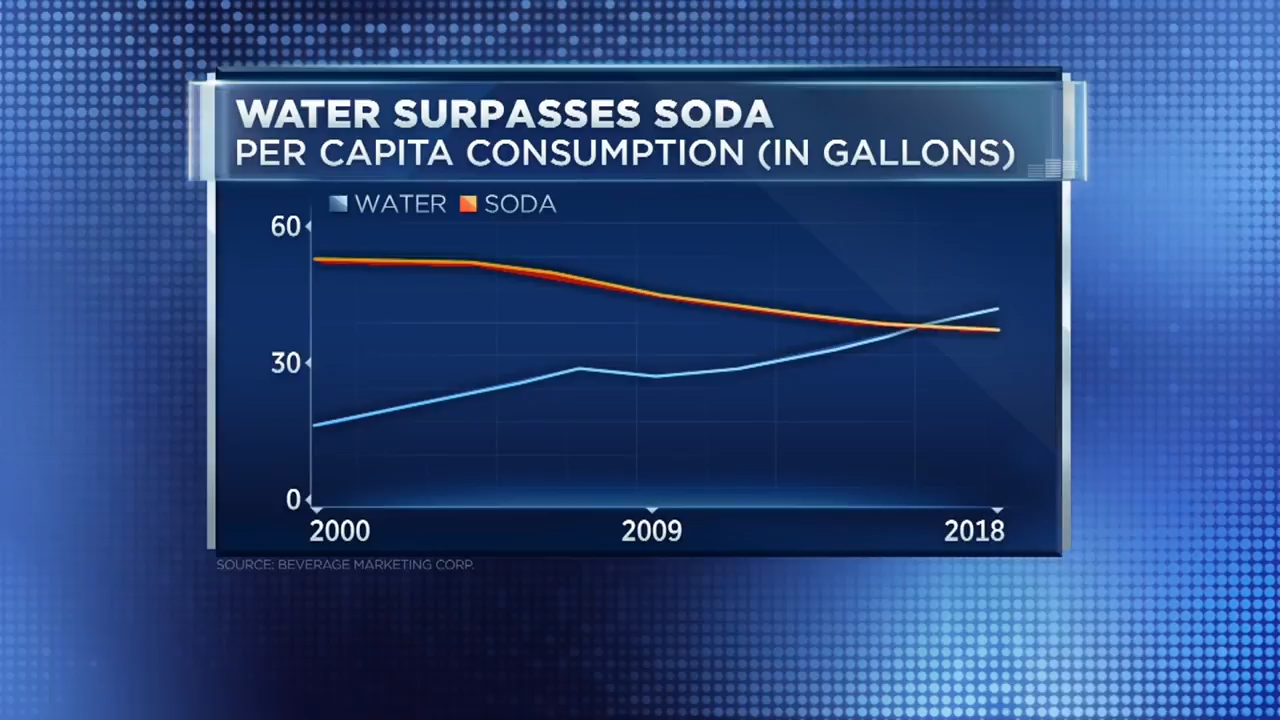 WATER SURPASSES SODA
PER CAPITA CONSUMPTION (IN GALLONS)
WATER SODA
60
30
0
2000 2009 2018
SOURCE: BEVERAGE MARKETING CORP.